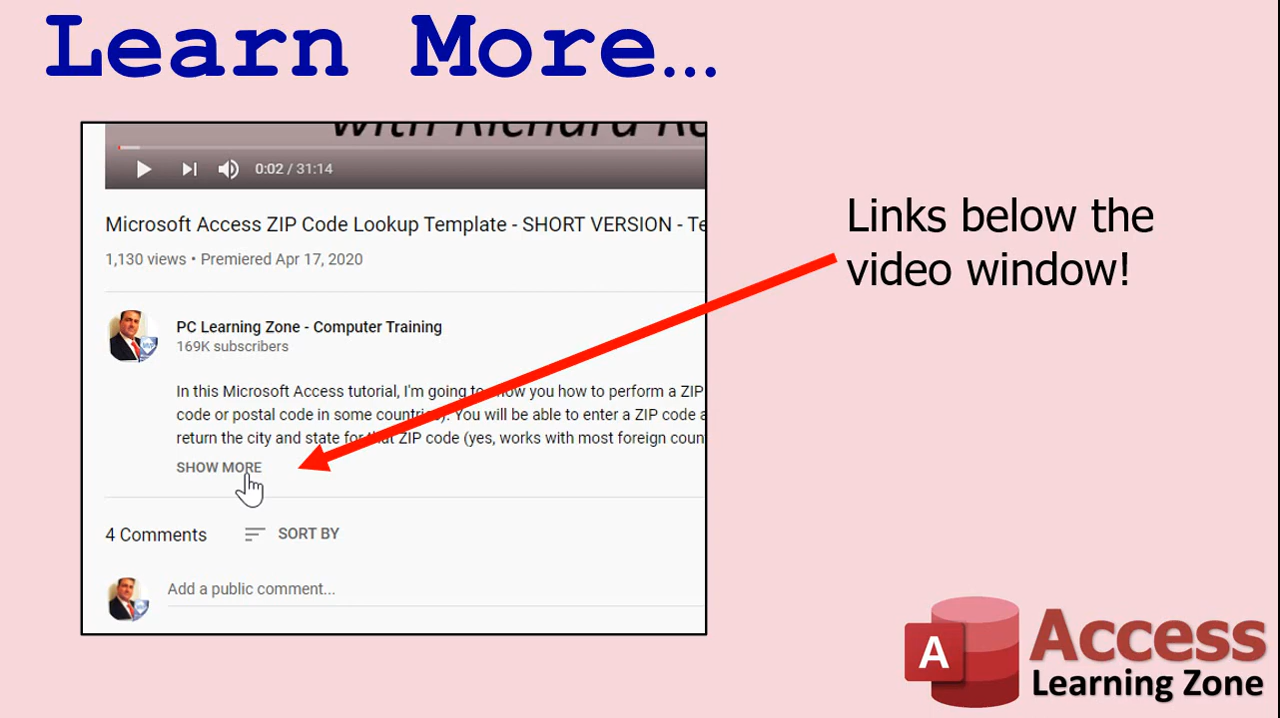 Learn More...
with Richard
0:02 / 31:14
Microsoft Access ZIP Code Lookup Template - SHORT VERSION - Te
1,130 views • Premiered Apr 17, 2020
PC Learning Zone - Computer Training
169K subscribers
In this Microsoft Access tutorial, I'm going to show you how to perform a ZIP
code or postal code in some countries). You will be able to enter a ZIP code a
return the city and state for that ZIP code (yes, works with most foreign coun
SHOW MORE
4 Comments
SORT BY
Add a public comment...
Links below the
video window!
A
Access
Learning Zone